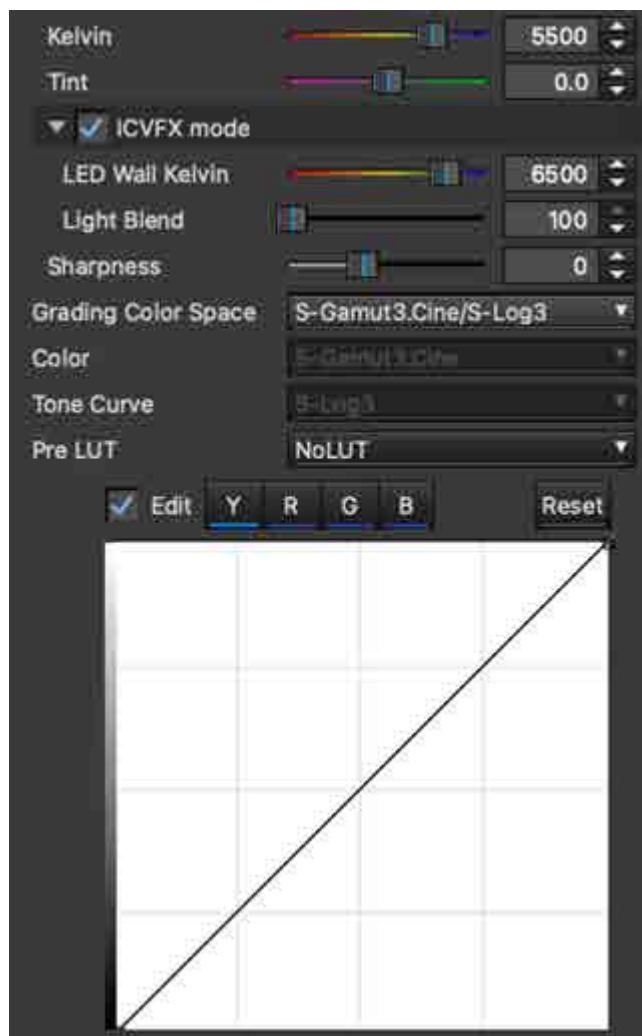 Kelvin 5500
Tint 0.0
ICVFX mode
LED Wall Kelvin 6500
Light Blend 100
Sharpness 0
Grading Color Space S-Gamut3.Cine/S-Log3
Color S-Gamut3.Cine
Tone Curve S-Log3
Pre LUT NoLUT
Edit Y R G B Reset